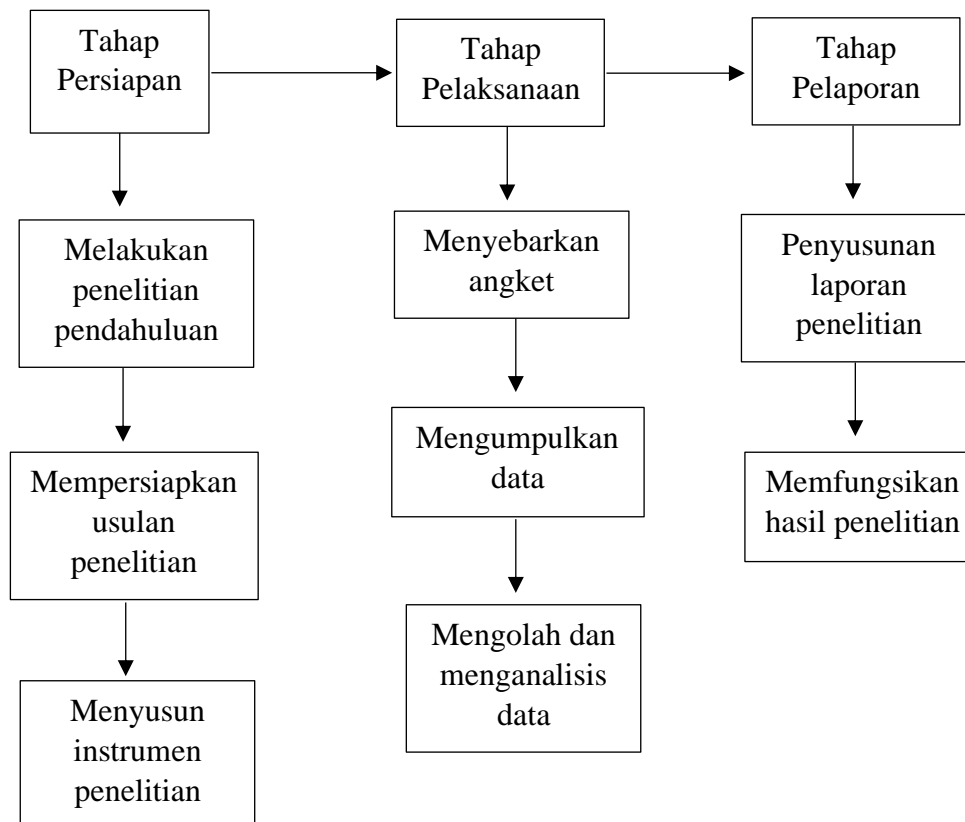 Tahap
Persiapan
Tahap
Pelaksanaan
Tahap
Pelaporan
Melakukan
penelitian
pendahuluan
Menyebarkan
angket
Penyusunan
laporan
penelitian
Mempersiapkan
usulan
penelitian
Mengumpulkan
data
Memfungsikan
hasil penelitian
Menyusun
instrumen
penelitian
Mengolah dan
menganalisis
data